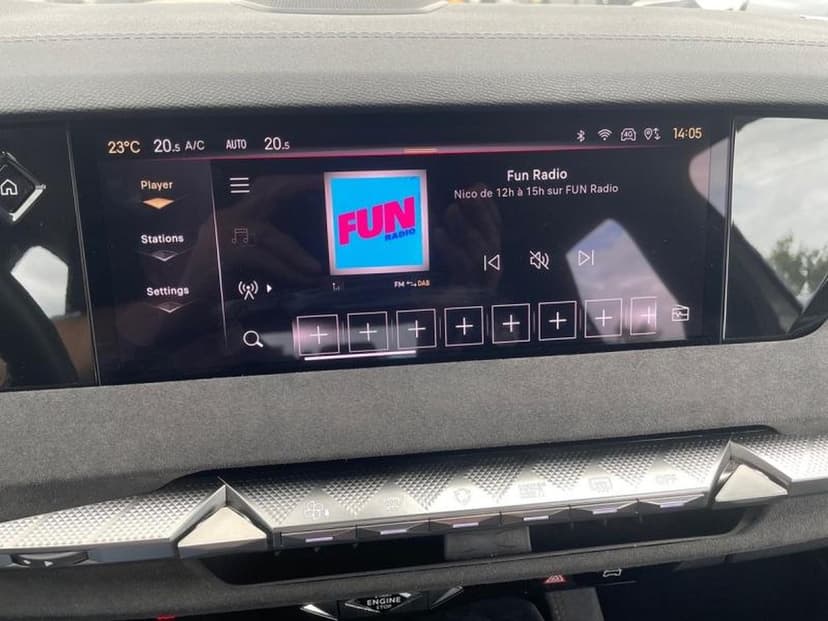 23°C 20.5 A/C AUTO 20.5 4G 14:05
Player
Stations
Settings
FUN
RADIO
Fun Radio
Nico de 12h à 15h sur FUN Radio
FM DAB
ENGINE
STOP